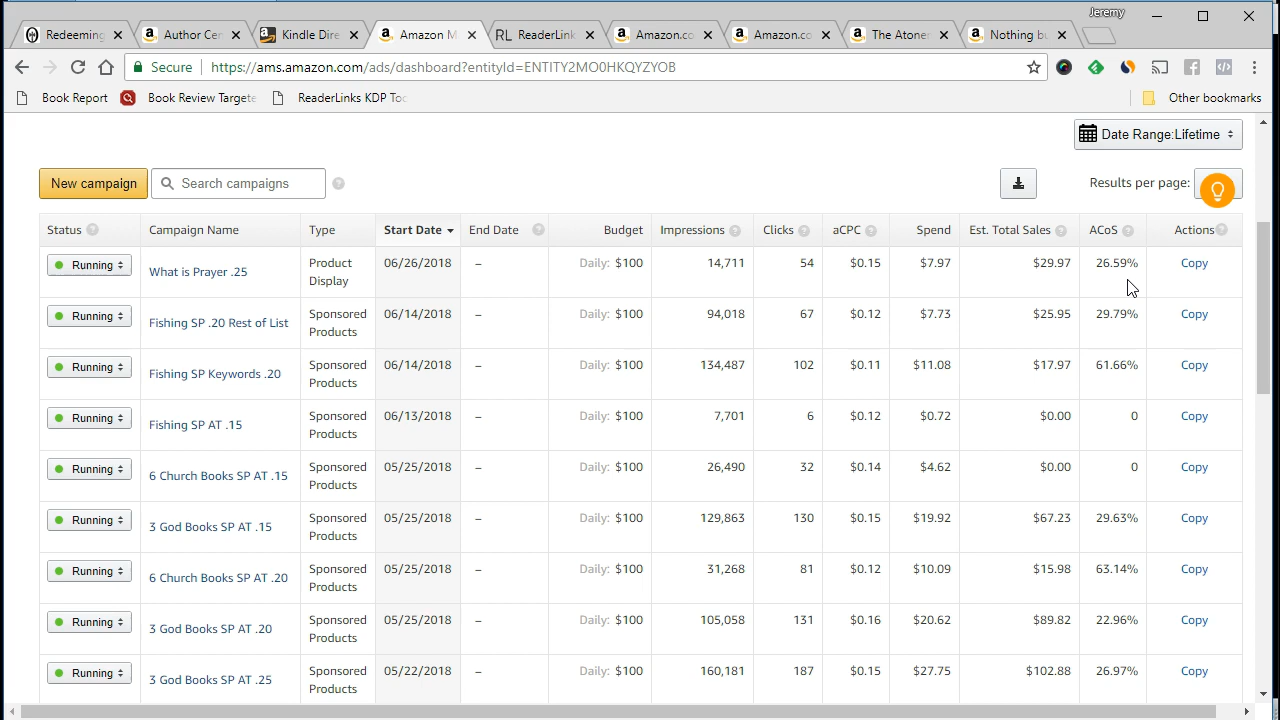 Jeremy
Redeeming
Author Cer
Kindle Dire
Amazon M
ReaderLink
Amazon.co
Amazon.co
The Atoner
Nothing bu
Secure
https://ams.amazon.com/ads/dashboard?entityId=ENTITY2MO0HKQYZYOB
Book Report
Book Review Targete
ReaderLinks KDP To
Other bookmarks
Date Range:Lifetime
New campaign
Search campaigns
Results per page:
Status Campaign Name Type Start Date End Date Budget Impressions Clicks aCPC Spend Est. Total Sales ACoS Actions
Running What is Prayer .25 Product Display 06/26/2018 – Daily: $100 14,711 54 $0.15 $7.97 $29.97 26.59% Copy
Running Fishing SP .20 Rest of List Sponsored Products 06/14/2018 – Daily: $100 94,018 67 $0.12 $7.73 $25.95 29.79% Copy
Running Fishing SP Keywords .20 Sponsored Products 06/14/2018 – Daily: $100 134,487 102 $0.11 $11.08 $17.97 61.66% Copy
Running Fishing SP AT .15 Sponsored Products 06/13/2018 – Daily: $100 7,701 6 $0.12 $0.72 $0.00 0 Copy
Running 6 Church Books SP AT .15 Sponsored Products 05/25/2018 – Daily: $100 26,490 32 $0.14 $4.62 $0.00 0 Copy
Running 3 God Books SP AT .15 Sponsored Products 05/25/2018 – Daily: $100 129,863 130 $0.15 $19.92 $67.23 29.63% Copy
Running 6 Church Books SP AT .20 Sponsored Products 05/25/2018 – Daily: $100 31,268 81 $0.12 $10.09 $15.98 63.14% Copy
Running 3 God Books SP AT .20 Sponsored Products 05/25/2018 – Daily: $100 105,058 131 $0.16 $20.62 $89.82 22.96% Copy
Running 3 God Books SP AT .25 Sponsored Products 05/22/2018 – Daily: $100 160,181 187 $0.15 $27.75 $102.88 26.97% Copy